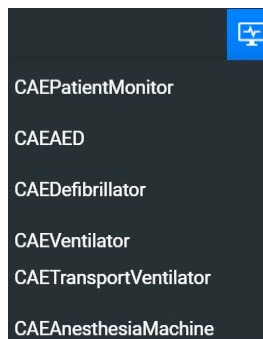 CAEPatientMonitor
CAEAED
CAEDefibrillator
CAEVentilator
CAETransportVentilator
CAEAnesthesiaMachine